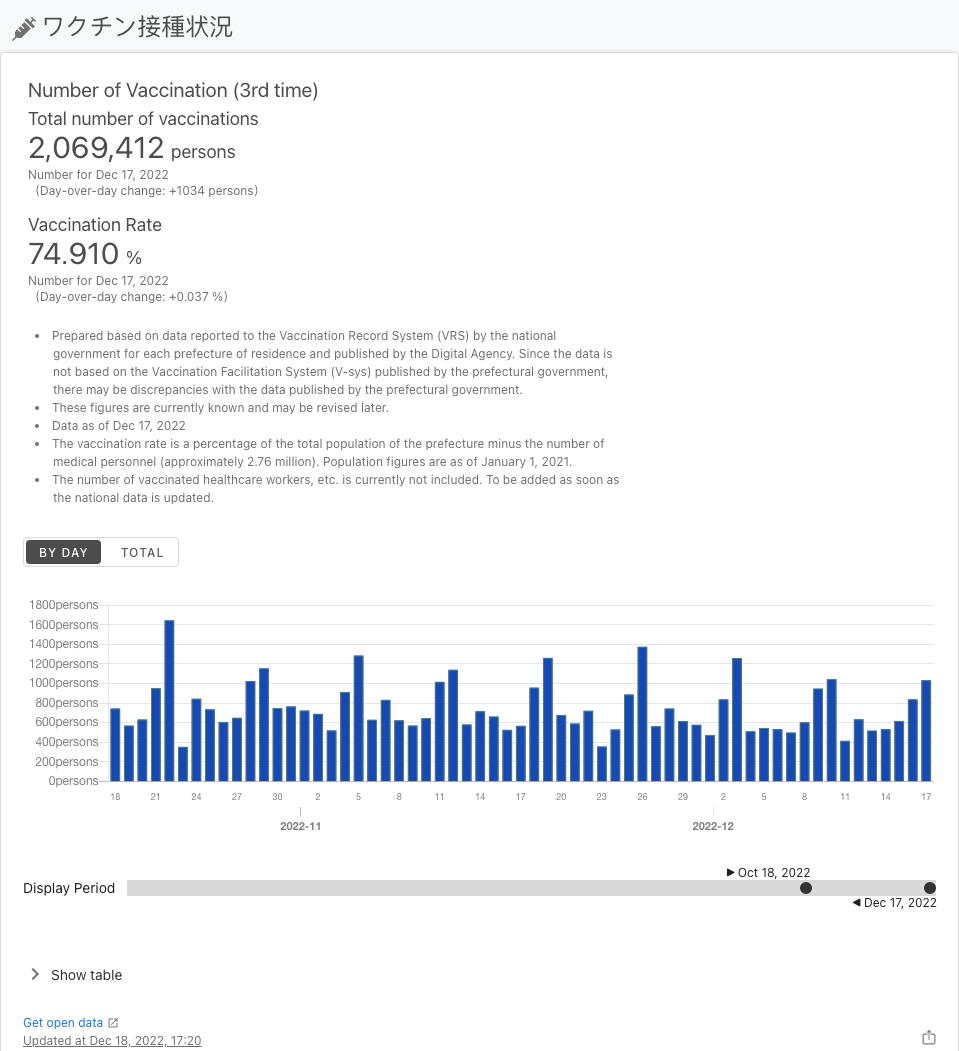 ワクチン接種状況
Number of Vaccination (3rd time)
Total number of vaccinations
2,069,412 persons
Number for Dec 17, 2022
(Day-over-day change: +1034 persons)
Vaccination Rate
74.910 %
Number for Dec 17, 2022
(Day-over-day change: +0.037 %)
• Prepared based on data reported to the Vaccination Record System (VRS) by the national
government for each prefecture of residence and published by the Digital Agency. Since the data is
not based on the Vaccination Facilitation System (V-sys) published by the prefectural government,
there may be discrepancies with the data published by the prefectural government.
• These figures are currently known and may be revised later.
• Data as of Dec 17, 2022
• The vaccination rate is a percentage of the total population of the prefecture minus the number of
medical personnel (approximately 2.76 million). Population figures are as of January 1, 2021.
• The number of vaccinated healthcare workers, etc. is currently not included. To be added as soon as
the national data is updated.
BY DAY TOTAL
1800persons
1600persons
1400persons
1200persons
1000persons
800persons
600persons
400persons
200persons
0persons
18 21 24 27 30 2 5 8 11 14 17 20 23 26 29 2 5 8 11 14 17
2022-11 2022-12
Oct 18, 2022
Display Period
Dec 17, 2022
Show table
Get open data
Updated at Dec 18, 2022, 17:20